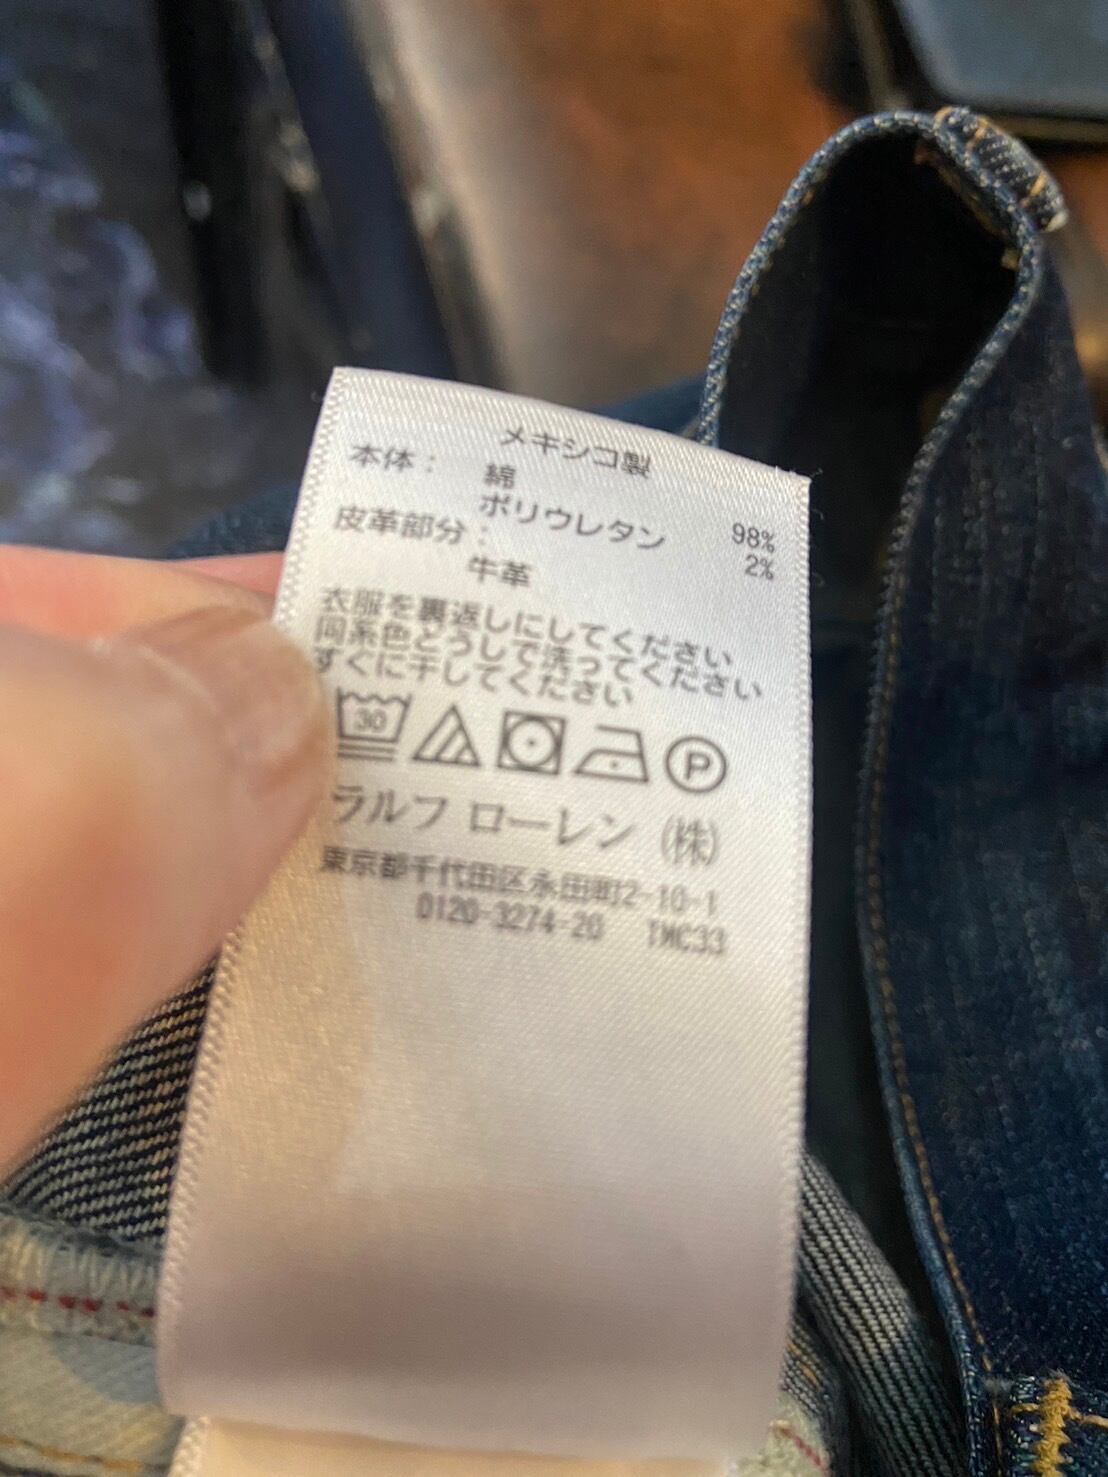 メキシコ製
本体： 綿 98%
ポリウレタン 2%
皮革部分：
牛革
衣服を裏返しにしてください
同系色どうしで洗ってください
すぐに干してください
30 P
ラルフ ローレン (株)
東京都千代田区永田町2-10-1
0120-3274-20 TMC33